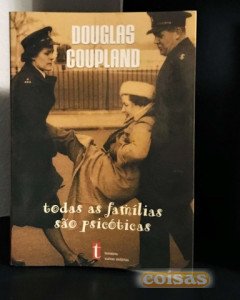 DOUGLAS
COUPLAND
todas as famílias
são psicóticas
t
coisas